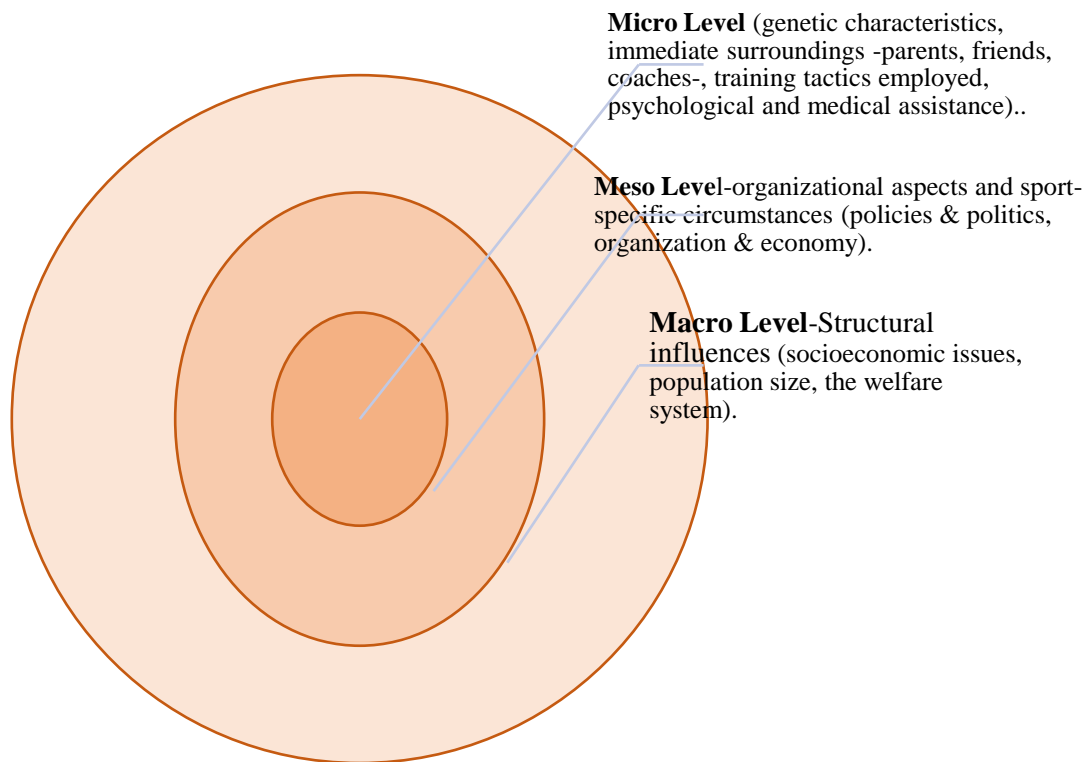 Micro Level (genetic characteristics,
immediate surroundings -parents, friends,
coaches-, training tactics employed,
psychological and medical assistance)..
Meso Level-organizational aspects and sport-
specific circumstances (policies & politics,
organization & economy).
Macro Level-Structural
influences (socioeconomic issues,
population size, the welfare
system).